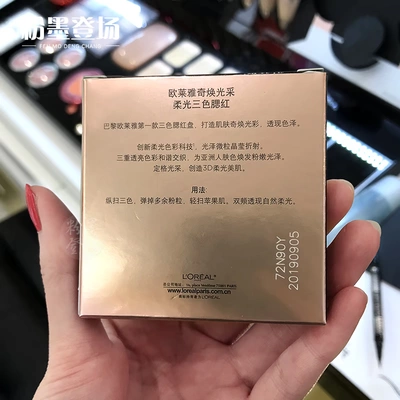 粉墨登场
FEN MO DENG CHANG
欧莱雅奇焕光采
柔光三色腮红
巴黎欧莱雅第一款三色腮红盘、打造肌肤奇焕光彩,透现色泽。
创新柔光色彩科技,光泽微粒晶莹折射。
三重透亮色彩和谐交织,为亚洲人肤色焕发粉嫩光泽。
定格光采,创造3D柔光美肌。
用法
纵扫三色,弹掉多余粉粒,轻扫苹果肌。双颊透现自然柔光。
72N90Y
20190905
L'ORÉAL
www.lorealparis.com.cn